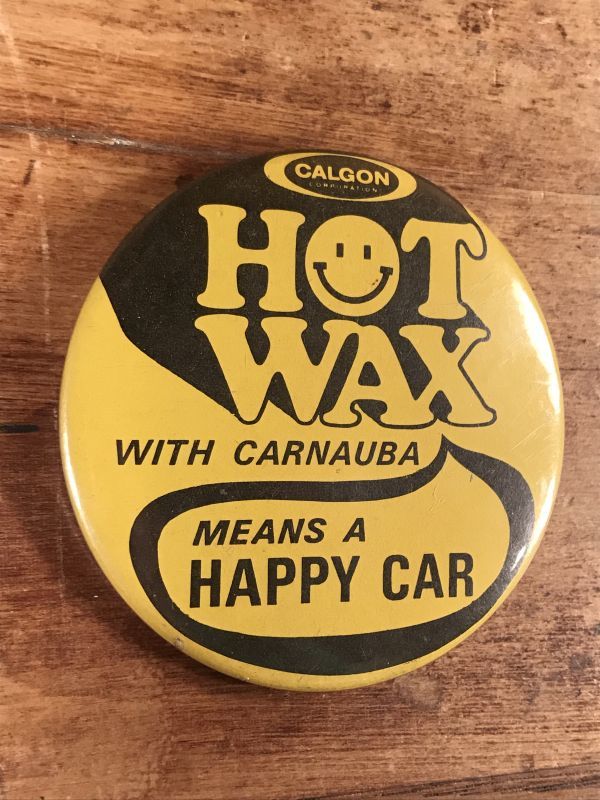 CALGON
CORPORATION
HOT
WAX
WITH CARNAUBA
MEANS A
HAPPY CAR